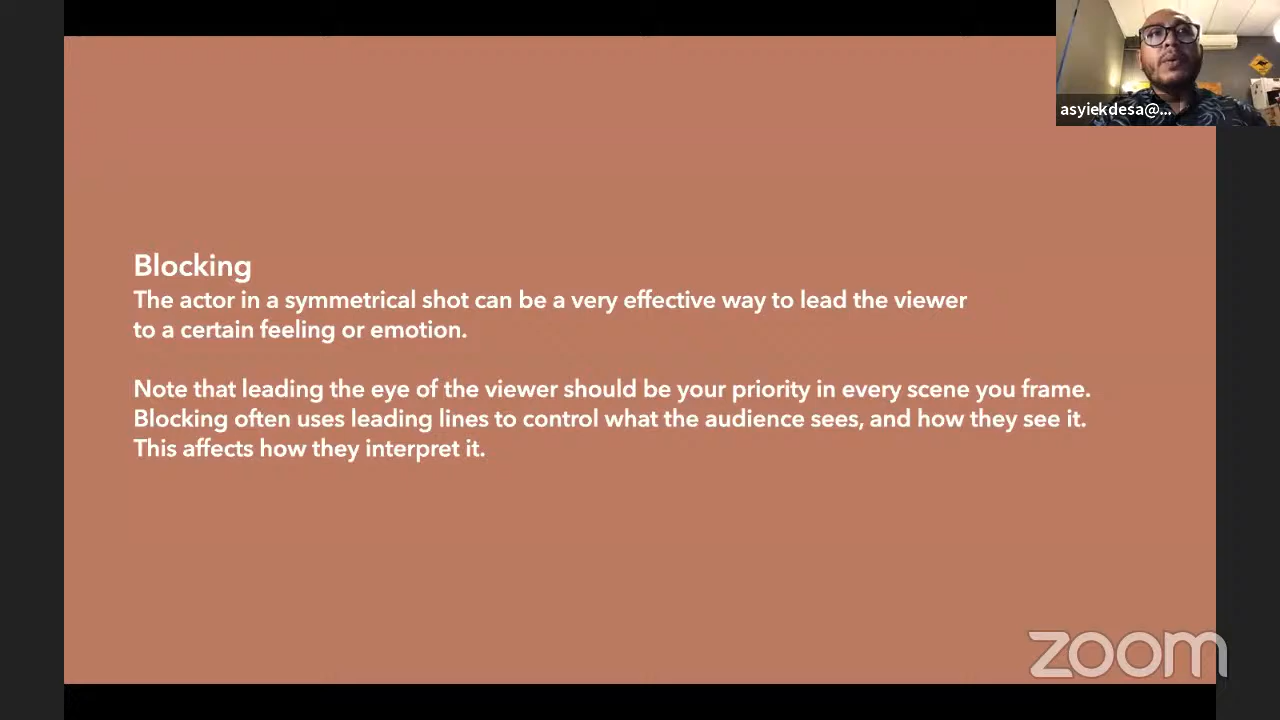 asyiekdesa@...
Blocking
The actor in a symmetrical shot can be a very effective way to lead the viewer
to a certain feeling or emotion.
Note that leading the eye of the viewer should be your priority in every scene you frame.
Blocking often uses leading lines to control what the audience sees, and how they see it.
This affects how they interpret it.
zoom